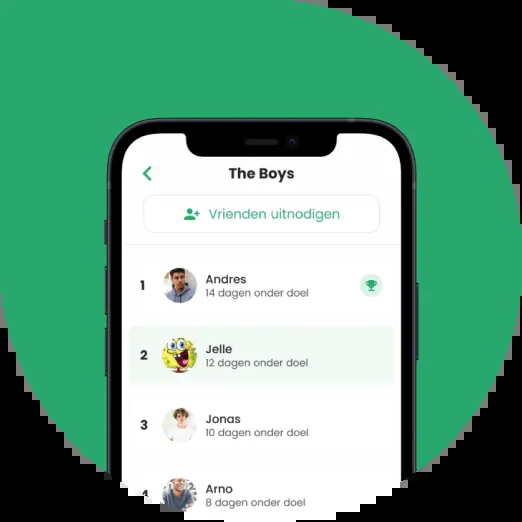 The Boys
Vrienden uitnodigen
1
Andres
14 dagen onder doel
2
Jelle
12 dagen onder doel
3
Jonas
10 dagen onder doel
4
Arno
8 dagen onder doel